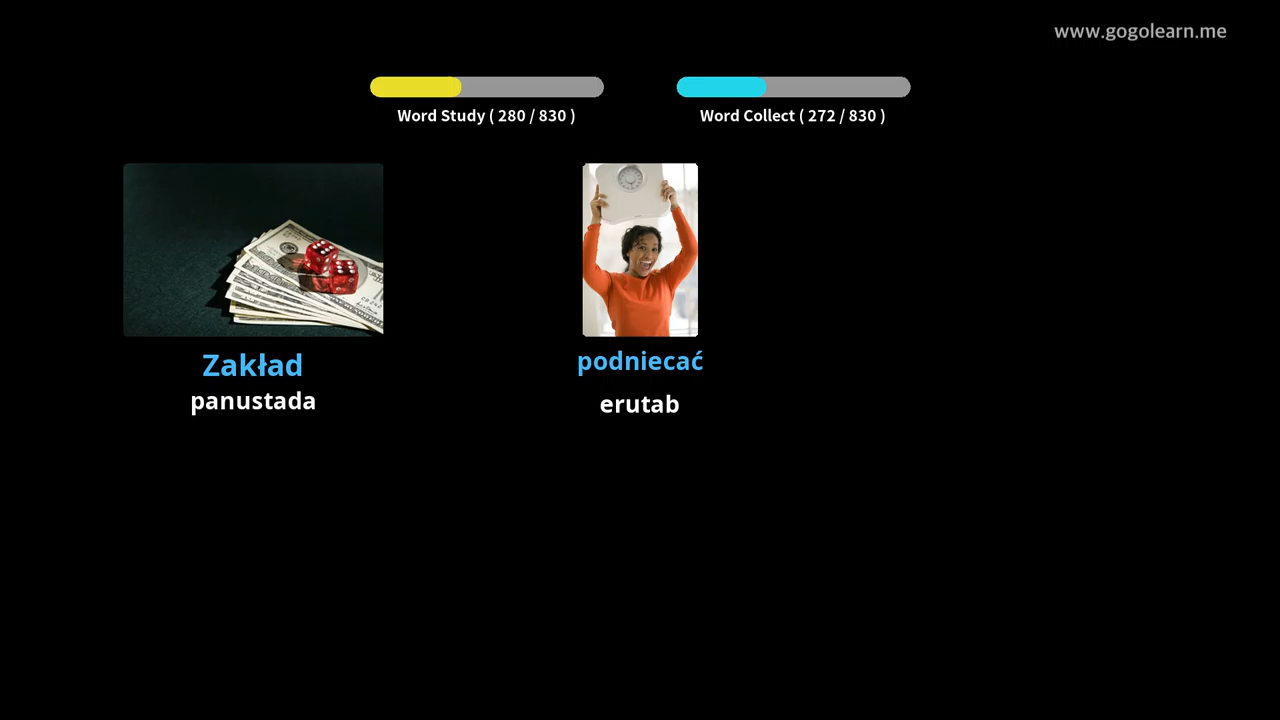 www.gogolearn.me
Word Study ( 280 / 830 )
Word Collect ( 272 / 830 )
Zakład
panustada
podniecać
erutab